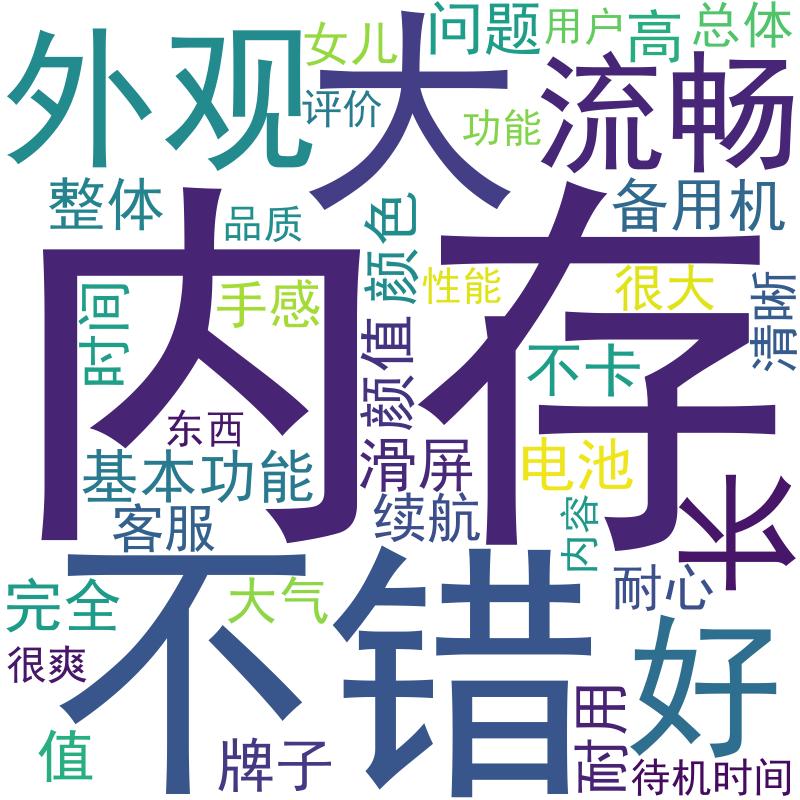 外观
女儿
评价
大
问题
用户
高
总体
功能
流畅
整体
品质
颜色
备用机
内存
时间
手感
性能
很大
清晰
颜值
不卡
东西
基本功能
滑屏
电池
客服
续航
内容
长
不错
完全
大气
耐心
很爽
好
值
牌子
耐用
待机时间